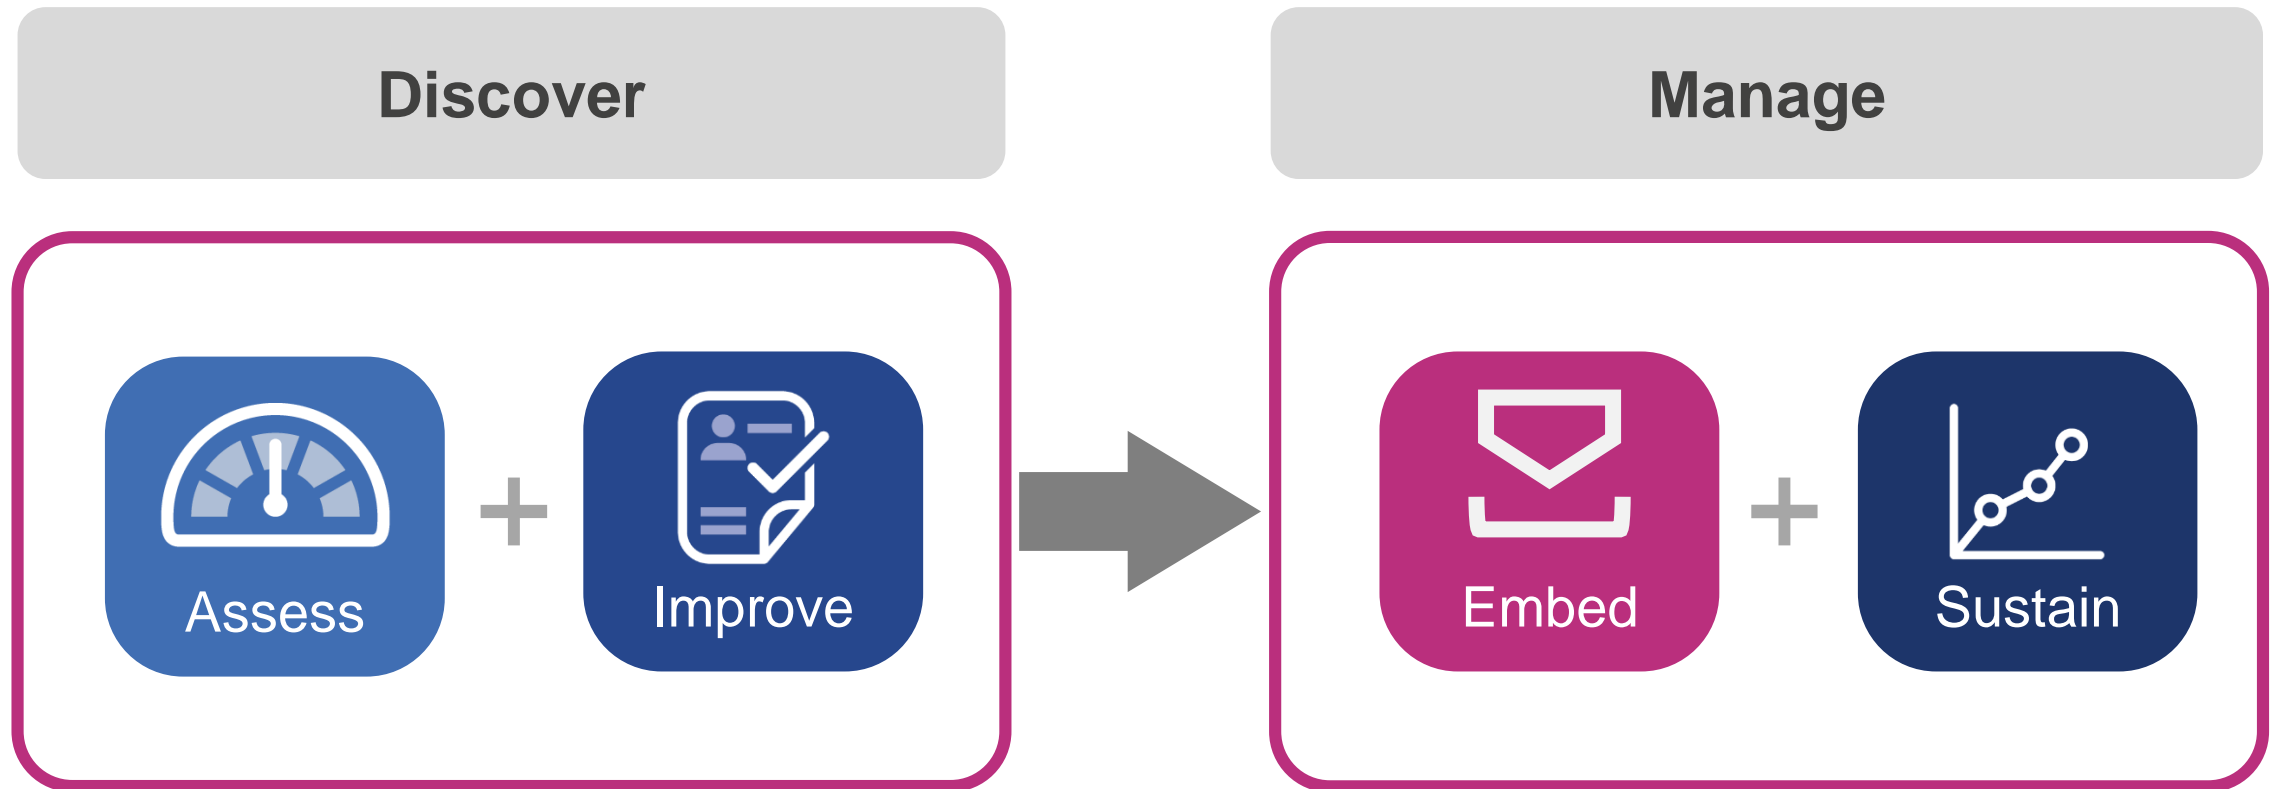 Discover
Manage
Assess
Improve
Embed
Sustain